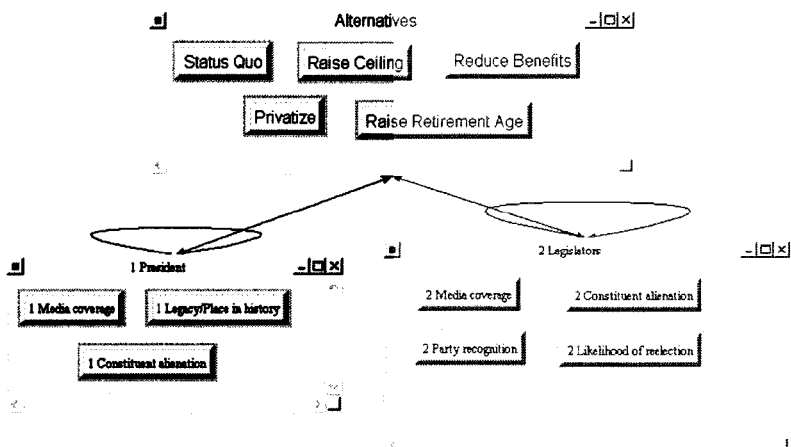 Alternatives
Status Quo Raise Ceiling Reduce Benefits
Privatize Raise Retirement Age
1 President
1 Media coverage 1 Legacy/Place in history
1 Constituent alienation
2 Legislators
2 Media coverage 2 Constituent alienation
2 Party recognition 2 Likelihood of reelection